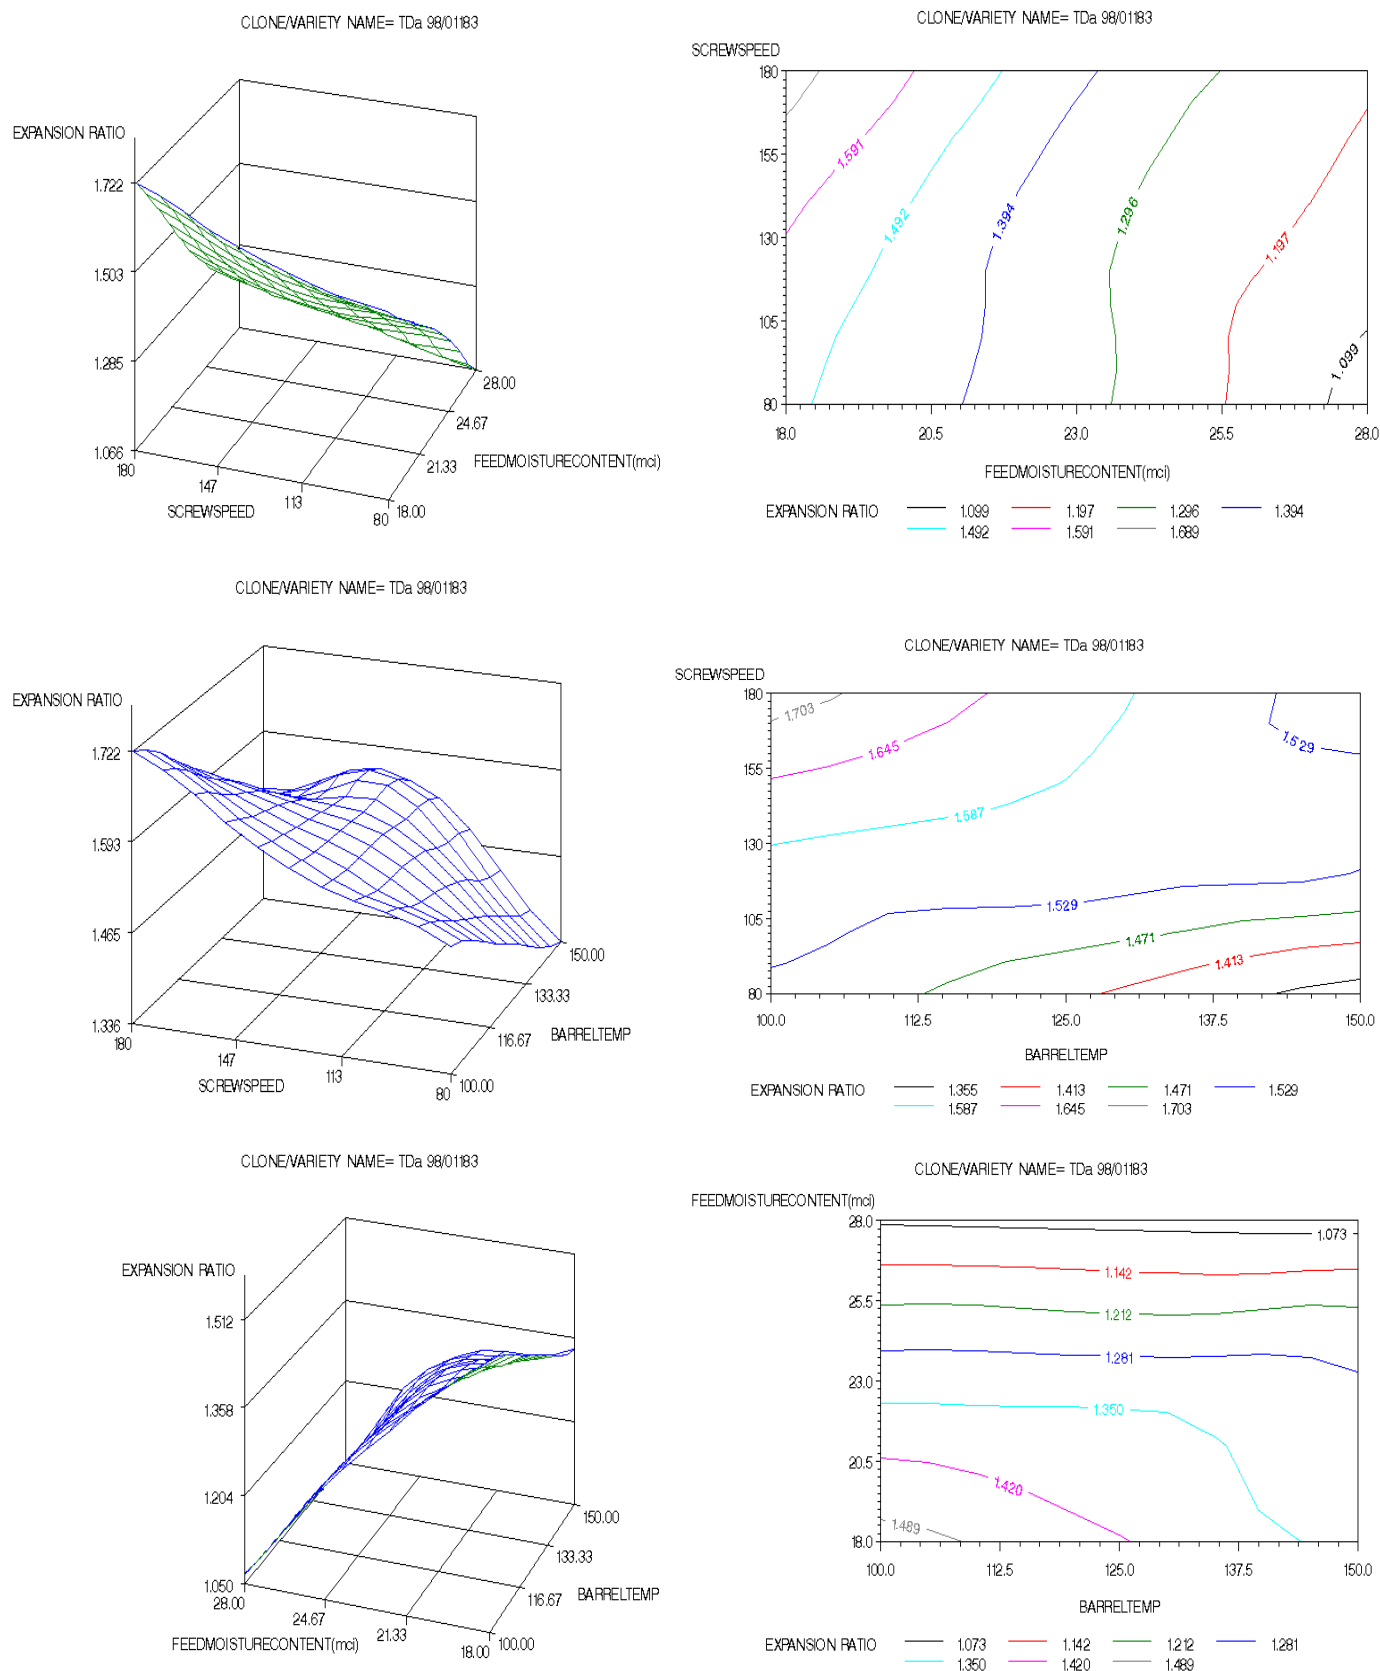 CLONE/VARIETY NAME= TDa 98/01183
EXPANSION RATIO
1.722
1.503
1.285
1.066
180
147
113
80
SCREWSPEED
18.00
21.33
24.67
28.00
FEEDMOISTURECONTENT(mci)
CLONE/VARIETY NAME= TDa 98/01183
SCREWSPEED
180
155
130
105
80
1.591
1.492
1.394
1.296
1.197
1.099
18.0 20.5 23.0 25.5 28.0
FEEDMOISTURECONTENT(mci)
EXPANSION RATIO 1.099 1.197 1.296 1.394
1.492 1.591 1.689
CLONE/VARIETY NAME= TDa 98/01183
EXPANSION RATIO
1.722
1.593
1.465
1.336
180
147
113
80
SCREWSPEED
100.00
116.67
133.33
150.00
BARRELTEMP
CLONE/VARIETY NAME= TDa 98/01183
SCREWSPEED
180
155
130
105
80
1.703
1.645
1.587
1.529
1.529
1.471
1.413
100.0 112.5 125.0 137.5 150.0
BARRELTEMP
EXPANSION RATIO 1.355 1.413 1.471 1.529
1.587 1.645 1.703
CLONE/VARIETY NAME= TDa 98/01183
EXPANSION RATIO
1.512
1.358
1.204
1.050
28.00
24.67
21.33
18.00
FEEDMOISTURECONTENT(mci)
100.00
116.67
133.33
150.00
BARRELTEMP
CLONE/VARIETY NAME= TDa 98/01183
FEEDMOISTURECONTENT(mci)
28.0
25.5
23.0
20.5
18.0
1.073
1.142
1.212
1.281
1.350
1.420
1.489
100.0 112.5 125.0 137.5 150.0
BARRELTEMP
EXPANSION RATIO 1.073 1.142 1.212 1.281
1.350 1.420 1.489